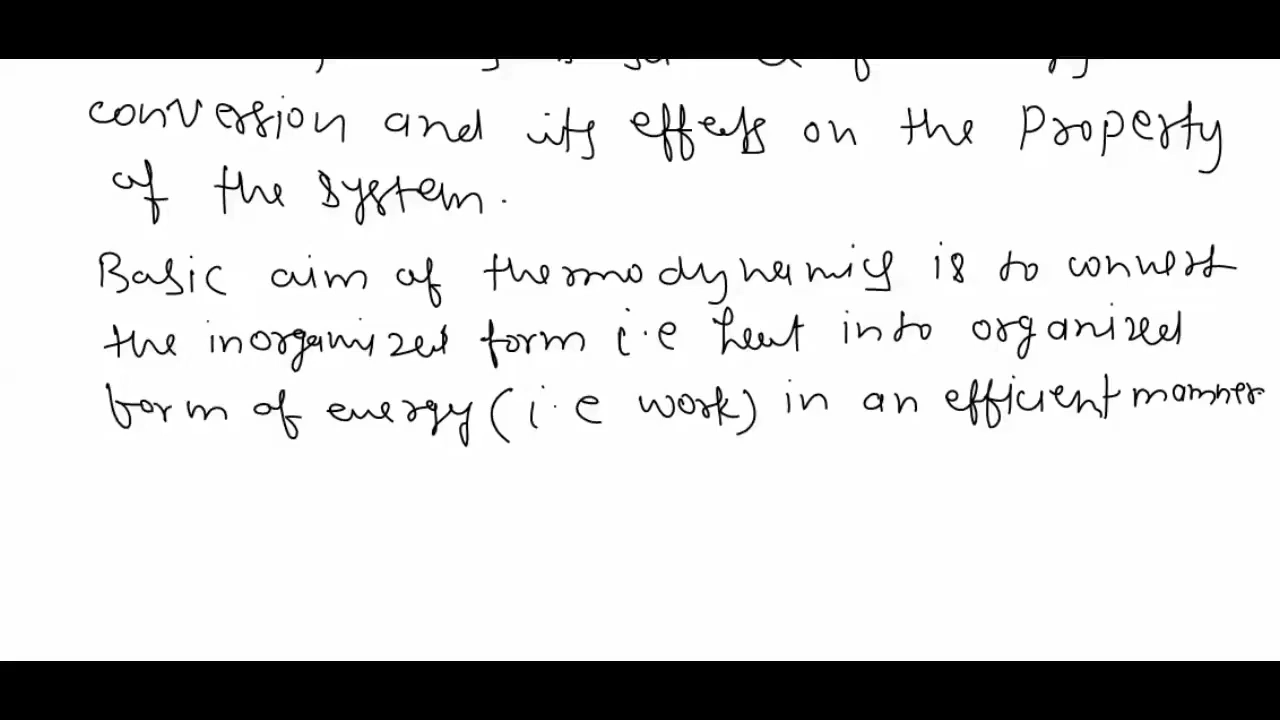 conversion and its effects on the Property
of the system.
Basic aim of thermodynamics is to convert
the inorganized form i.e heat into organized
form of energy (i.e work) in an efficient manner